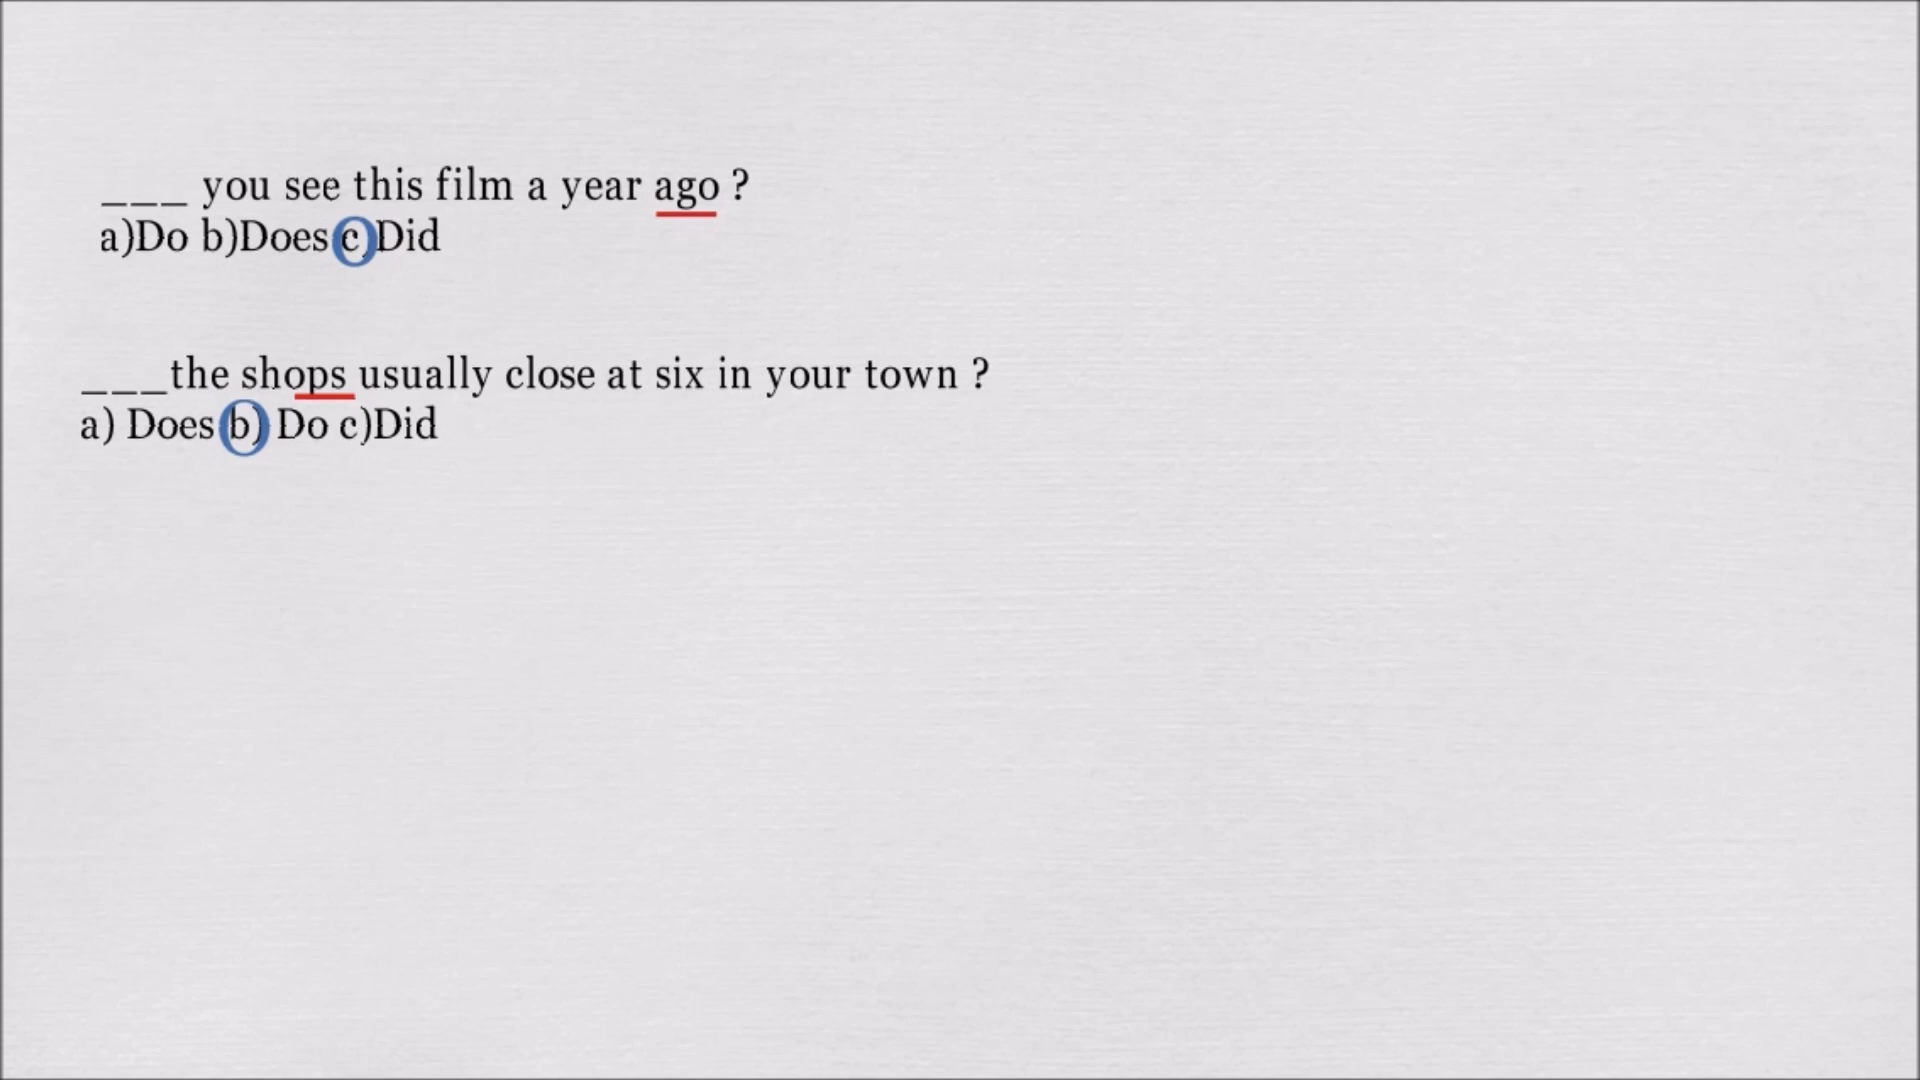 ___ you see this film a year ago ?
a)Do b)Does c)Did
___the shops usually close at six in your town ?
a) Does b) Do c)Did